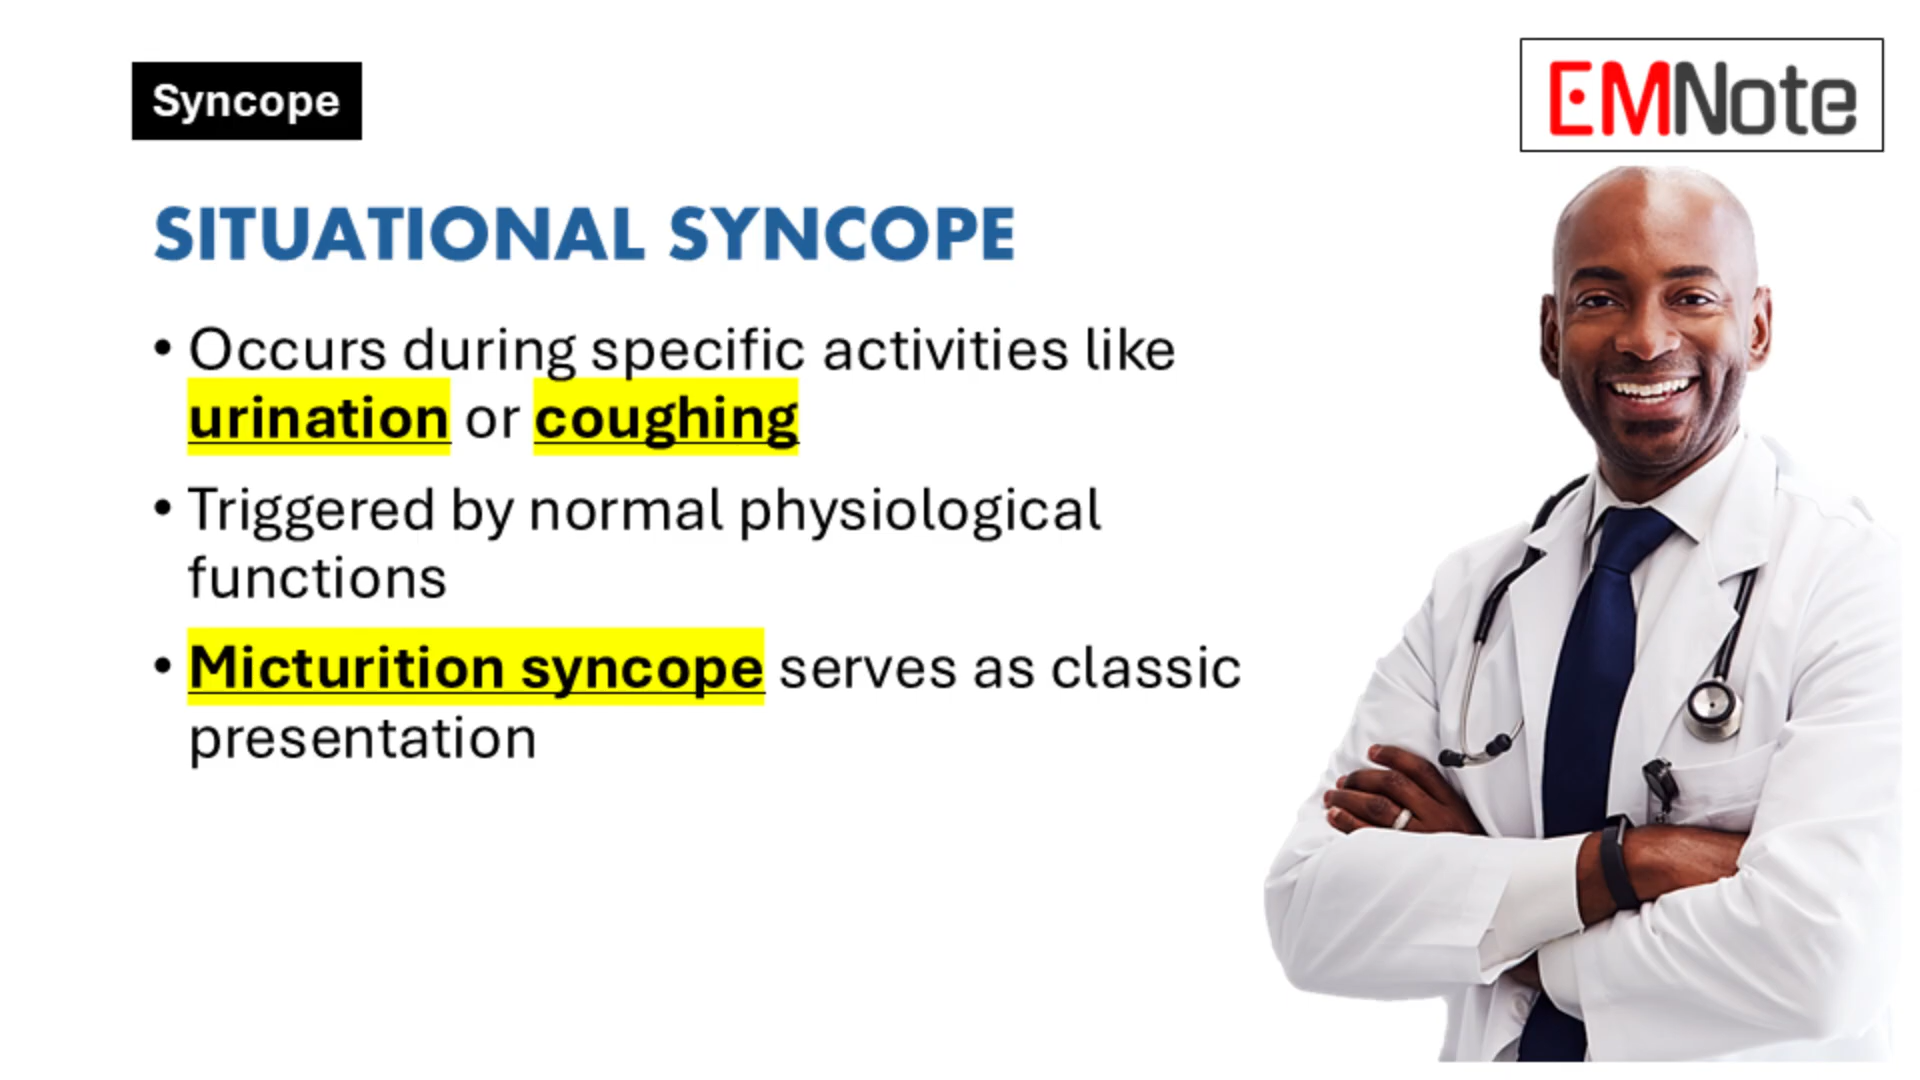 Syncope
EMNote
SITUATIONAL SYNCOPE
• Occurs during specific activities like
urination or coughing
• Triggered by normal physiological
functions
• Micturition syncope serves as classic
presentation